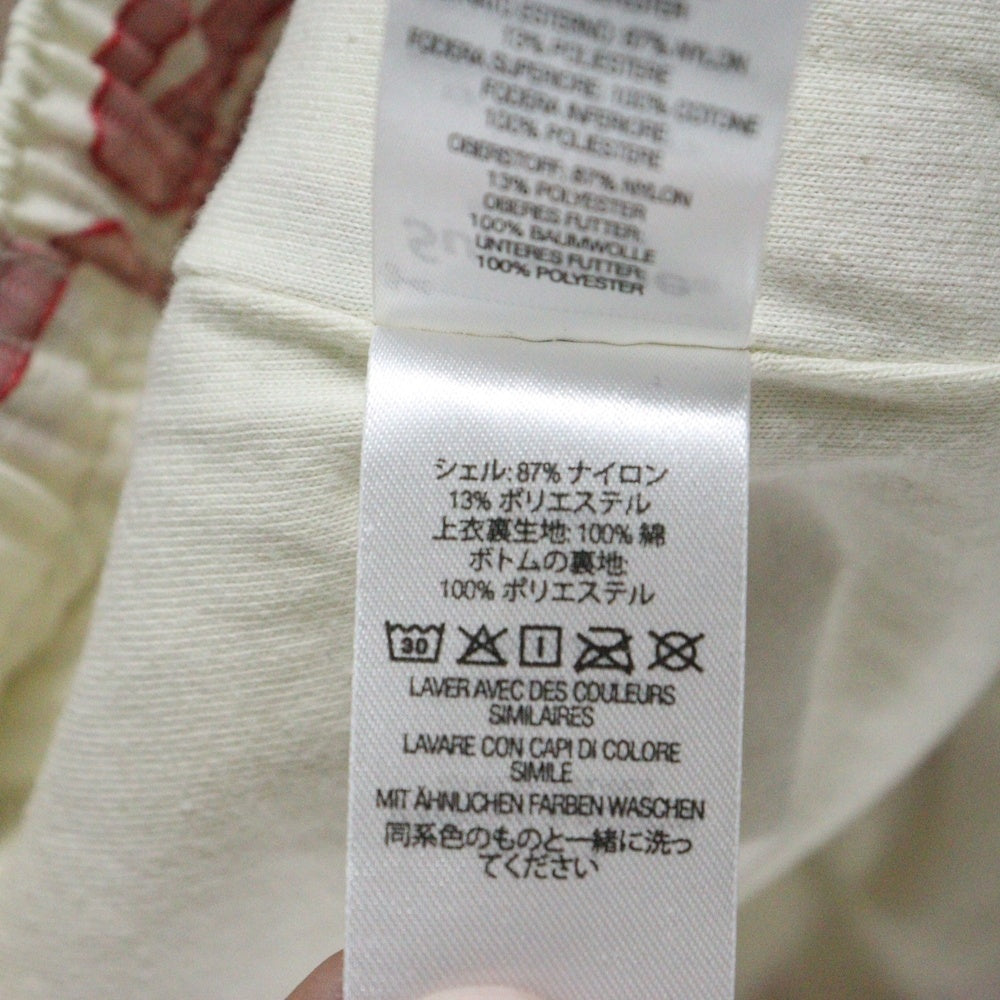 13% POLIESTERE
FODERA SUPERIORE: 100% COTONE
FODERA INFERIORE
100% POLIESTERE
OBERSTOFF: 87% NYLON
13% POLYESTER
OBERES FUTTER:
100% BAUMWOLLE
UNTERES FUTTER:
100% POLYESTER
シェル: 87% ナイロン
13% ポリエステル
上衣裏生地: 100% 綿
ボトムの裏地:
100% ポリエステル
30
LAVER AVEC DES COULEURS
SIMILAIRES
LAVARE CON CAPI DI COLORE
SIMILE
MIT ÄHNLICHEN FARBEN WASCHEN
同系色のものと一緒に洗っ
てください